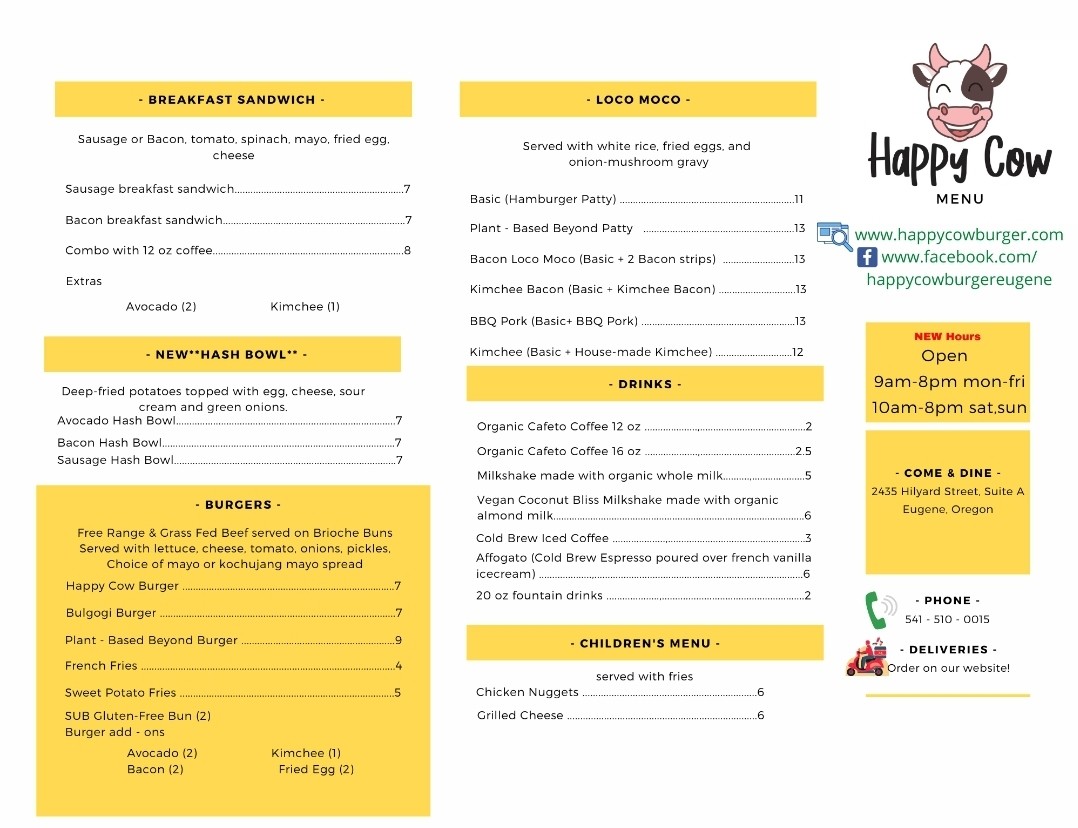 - BREAKFAST SANDWICH -
Sausage or Bacon, tomato, spinach, mayo, fried egg,
cheese
Sausage breakfast sandwich.......................................................7
Bacon breakfast sandwich...........................................................7
Combo with 12 oz coffee.............................................................8
Extras
Avocado (2) Kimchee (1)
- NEW**HASH BOWL** -
Deep-fried potatoes topped with egg, cheese, sour
cream and green onions.
Avocado Hash Bowl......................................................................7
Bacon Hash Bowl.........................................................................7
Sausage Hash Bowl.......................................................................7
- BURGERS -
Free Range & Grass Fed Beef served on Brioche Buns
Served with lettuce, cheese, tomato, onions, pickles,
Choice of mayo or kochujang mayo spread
Happy Cow Burger .....................................................................7
Bulgogi Burger ...........................................................................7
Plant - Based Beyond Burger .................................................9
French Fries ................................................................................4
Sweet Potato Fries .....................................................................5
SUB Gluten-Free Bun (2)
Burger add - ons
Avocado (2) Kimchee (1)
Bacon (2) Fried Egg (2)
- LOCO MOCO -
Served with white rice, fried eggs, and
onion-mushroom gravy
Basic (Hamburger Patty) ........................................................11
Plant - Based Beyond Patty ..................................................13
Bacon Loco Moco (Basic + 2 Bacon strips) .......................13
Kimchee Bacon (Basic + Kimchee Bacon) .........................13
BBQ Pork (Basic+ BBQ Pork) .................................................13
Kimchee (Basic + House-made Kimchee) .........................12
- DRINKS -
Organic Cafeto Coffee 12 oz ....................................................2
Organic Cafeto Coffee 16 oz .................................................2.5
Milkshake made with organic whole milk...........................5
Vegan Coconut Bliss Milkshake made with organic
almond milk.................................................................................6
Cold Brew Iced Coffee ...............................................................3
Affogato (Cold Brew Espresso poured over french vanilla
icecream) ....................................................................................6
20 oz fountain drinks .................................................................2
- CHILDREN'S MENU -
served with fries
Chicken Nuggets .........................................................6
Grilled Cheese ..............................................................6
Happy Cow
MENU
www.happycowburger.com
www.facebook.com/
happycowburgereugene
NEW Hours
Open
9am-8pm mon-fri
10am-8pm sat,sun
- COME & DINE -
2435 Hilyard Street, Suite A
Eugene, Oregon
- PHONE -
541 - 510 - 0015
- DELIVERIES -
Order on our website!